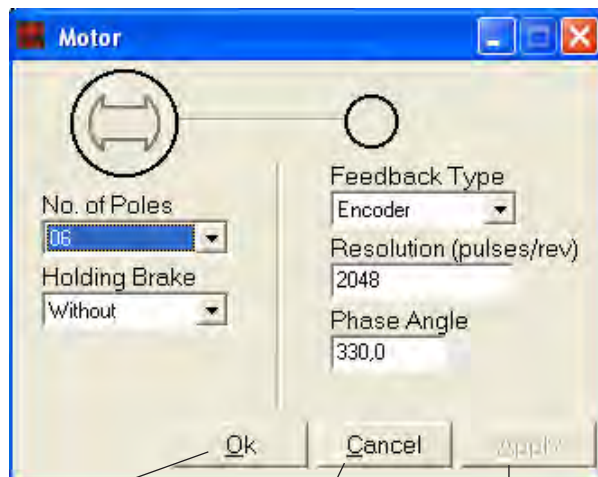 Motor
No. of Poles
06
Holding Brake
Without
Feedback Type
Encoder
Resolution (pulses/rev)
2048
Phase Angle
330,0
Ok
Cancel
Apply